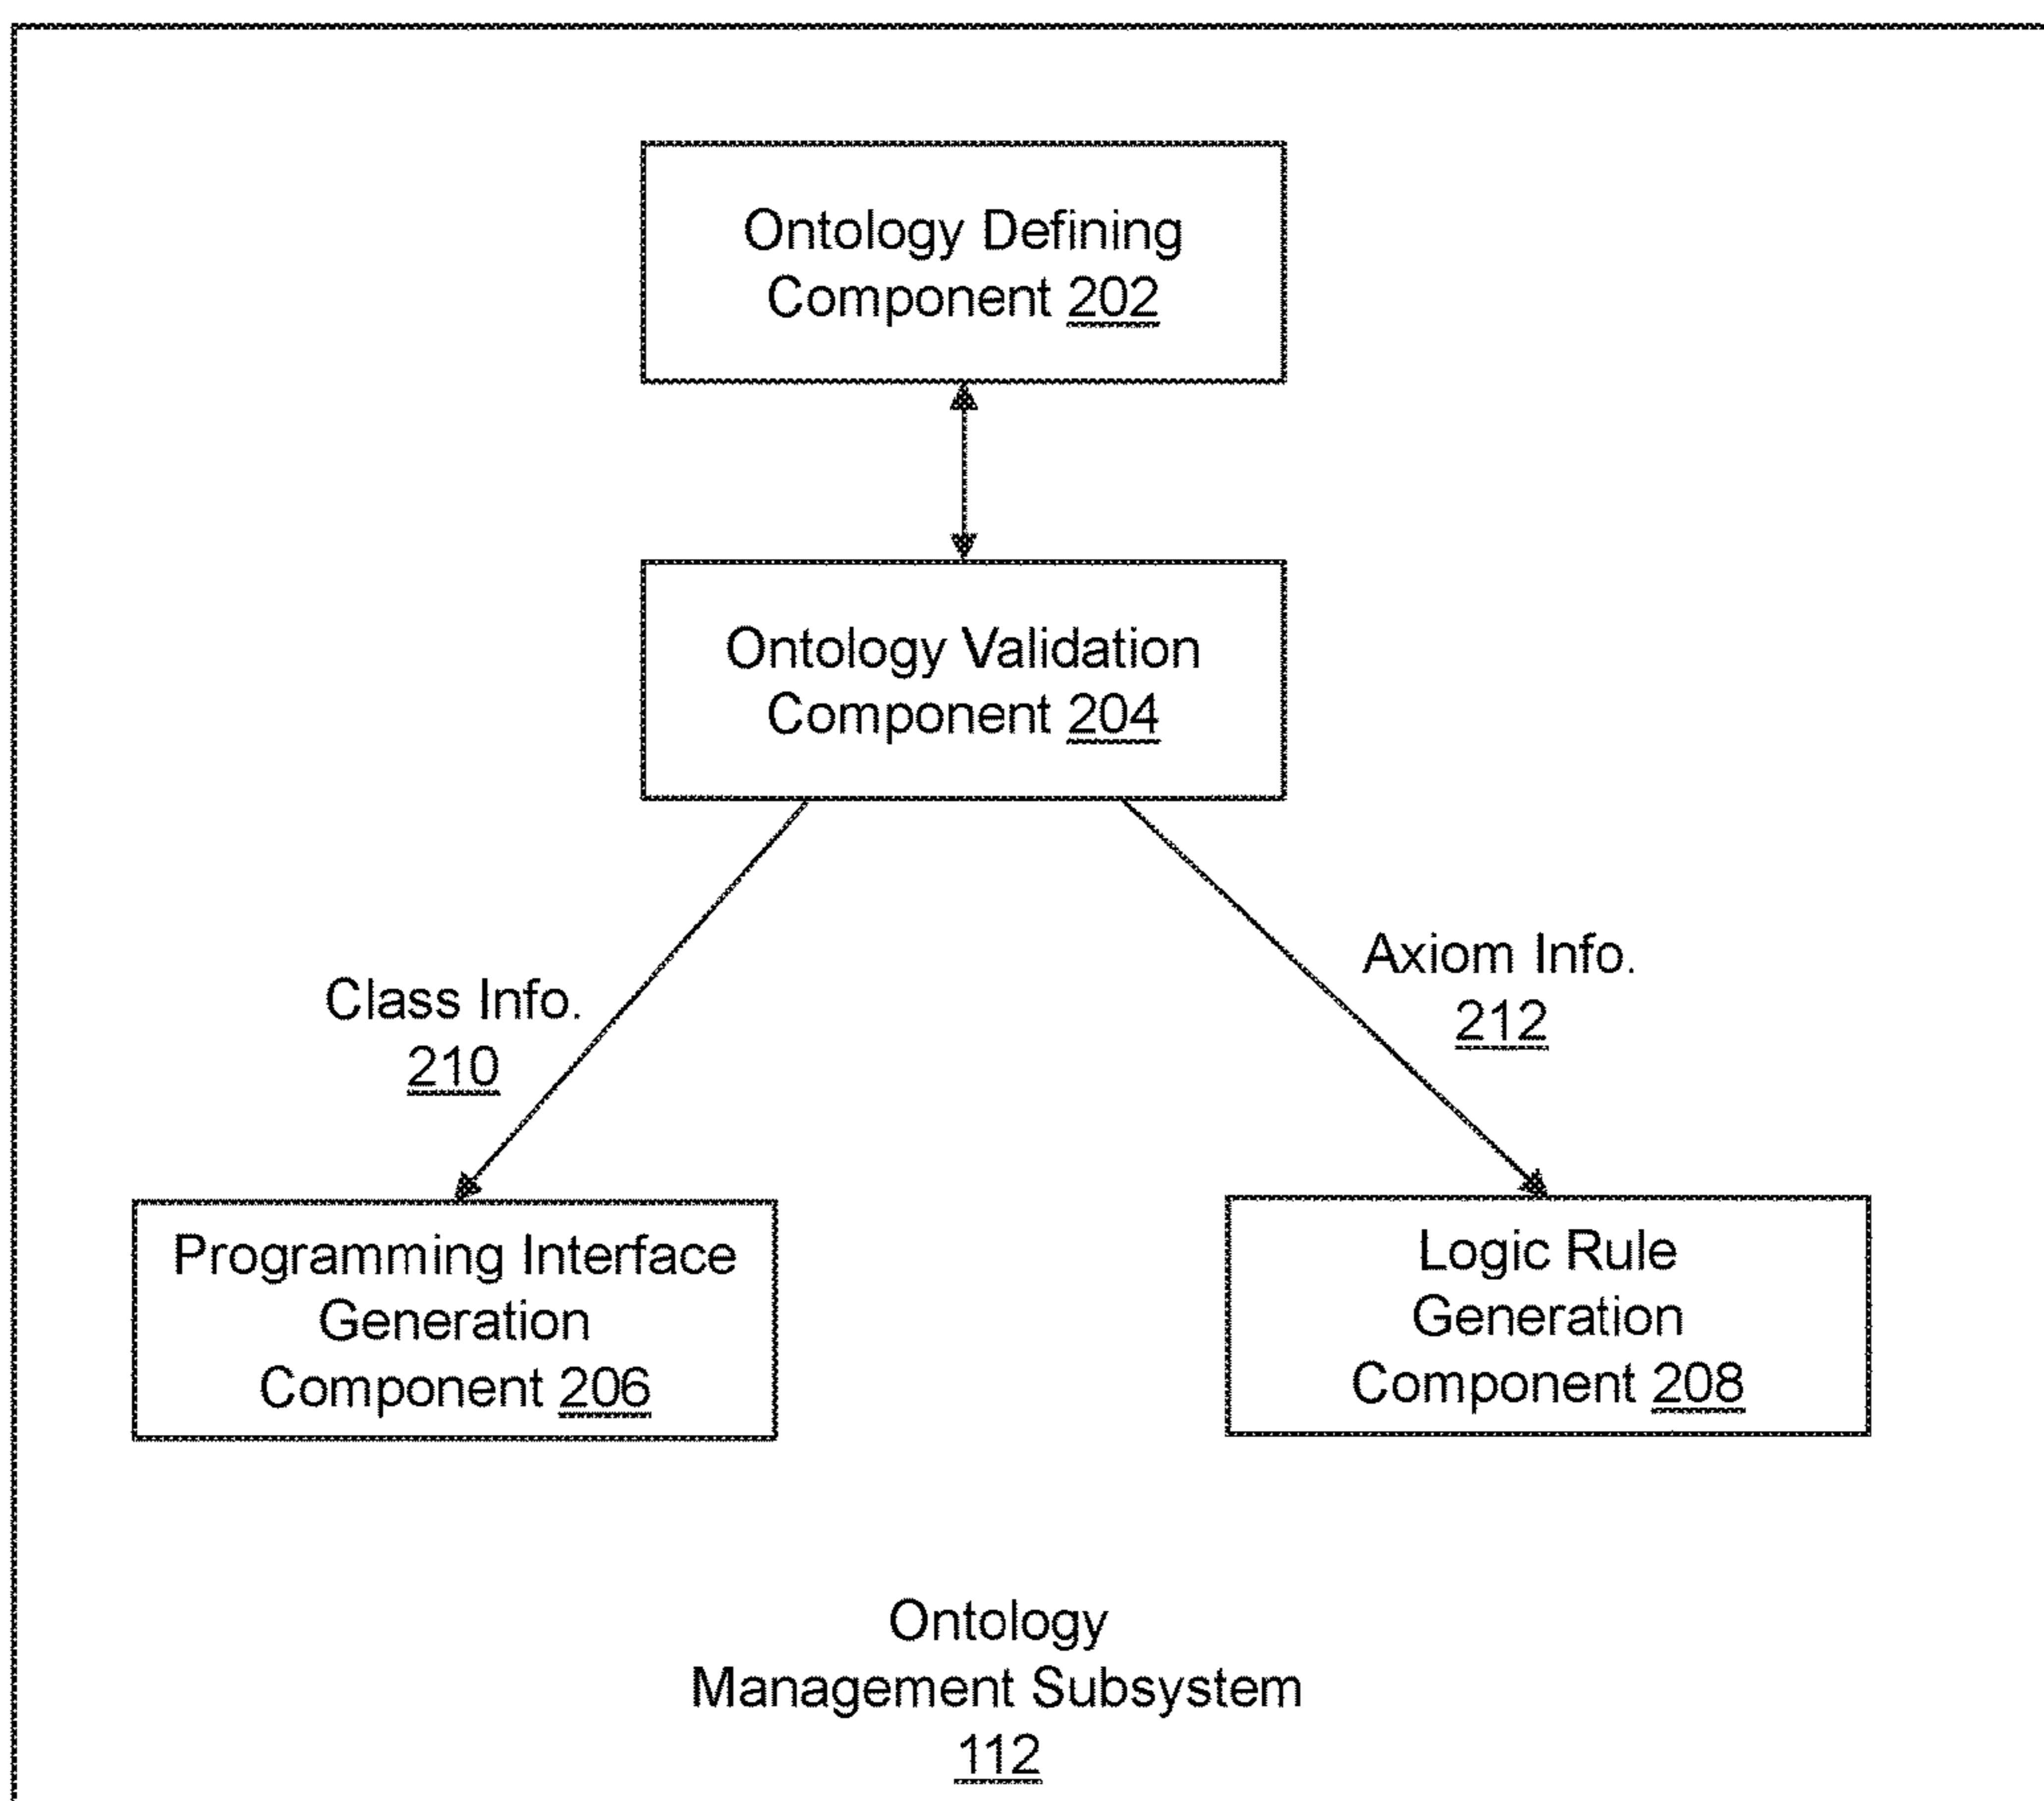 Ontology Defining
Component 202
Ontology Validation
Component 204
Class Info.
210
Axiom Info.
212
Programming Interface
Generation
Component 206
Logic Rule
Generation
Component 208
Ontology
Management Subsystem
112